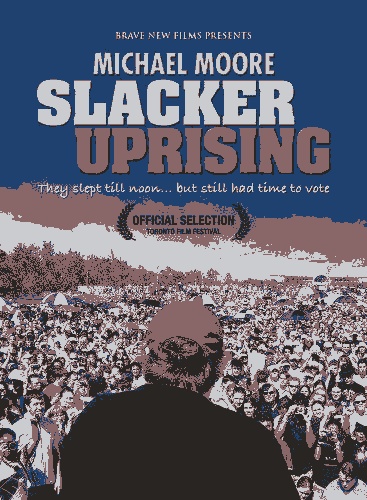 BRAVE NEW FILMS PRESENTS
MICHAEL MOORE
SLACKER
UPRISING
They slept till noon... but still had time to vote
OFFICIAL SELECTION
TORONTO FILM FESTIVAL